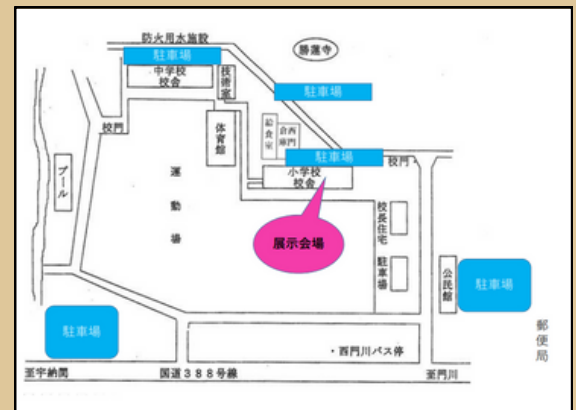 防火用水施設
勝蓮寺
駐車場
中学校
校舎
技術室
駐車場
校門
体育館
給食室
西門倉庫
駐車場
校門
小学校
校舎
プール
運動場
校長住宅
展示会場
駐車場
公民館
駐車場
駐車場
郵便局
・西門川バス停
至宇納間
国道388号線
至門川